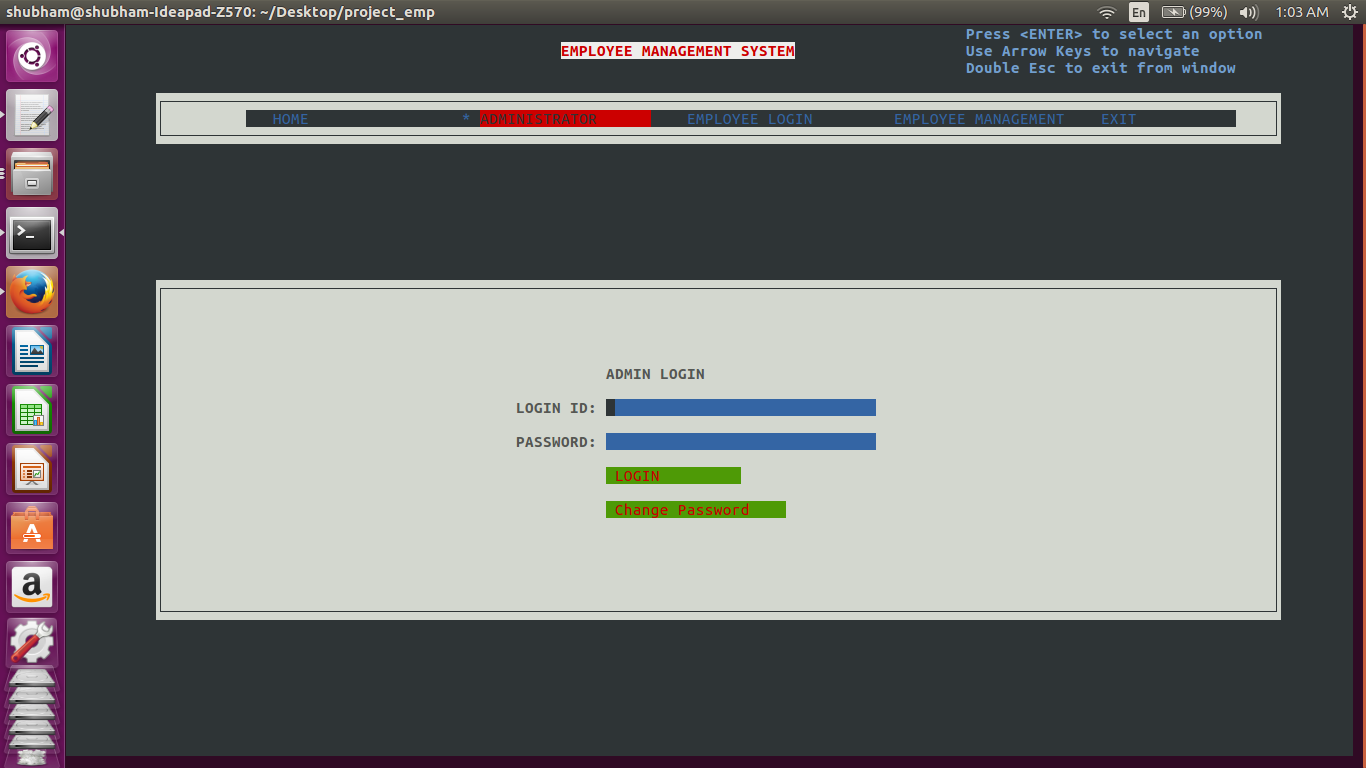 shubham@shubham-Ideapad-Z570: ~/Desktop/project_emp
En
(99%)
1:03 AM
Press <ENTER> to select an option
EMPLOYEE MANAGEMENT SYSTEM
Use Arrow Keys to navigate
Double Esc to exit from window
HOME * ADMINISTRATOR EMPLOYEE LOGIN EMPLOYEE MANAGEMENT EXIT
ADMIN LOGIN
LOGIN ID:
PASSWORD:
LOGIN
Change Password
>_
A
a